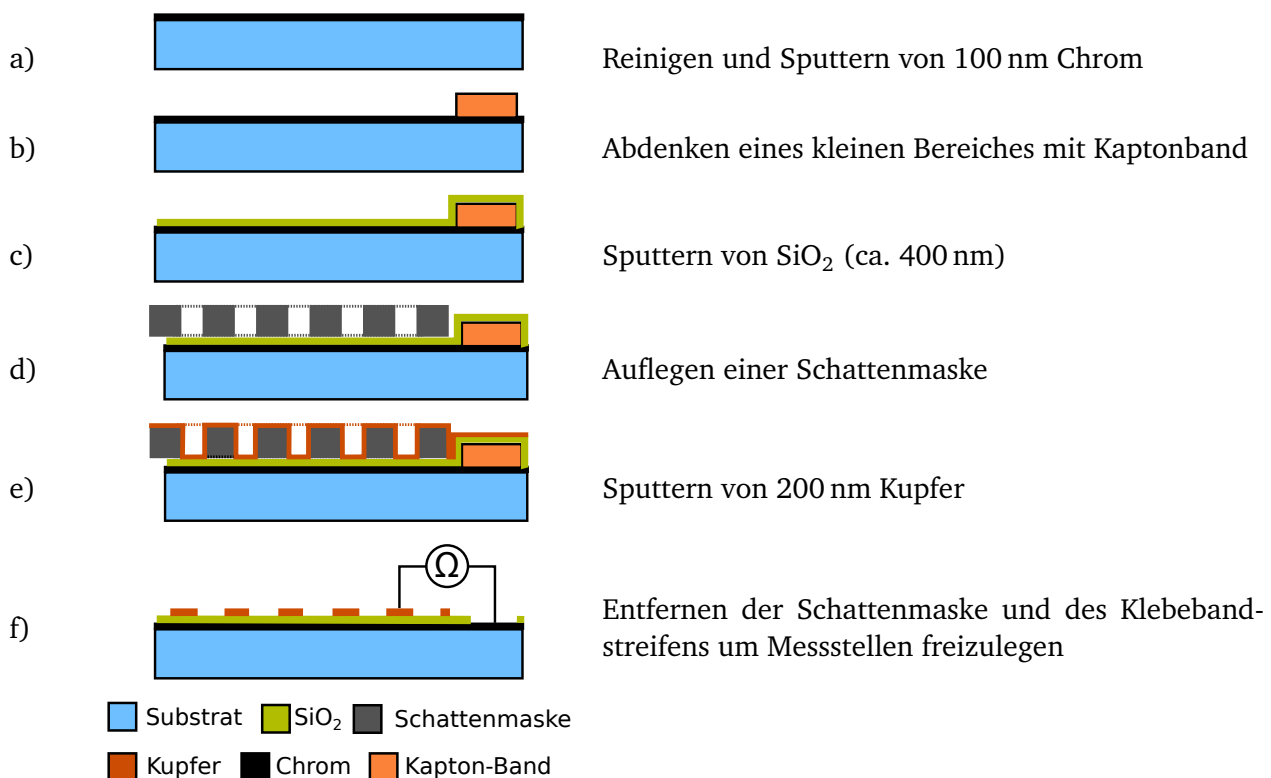 a) Reinigen und Sputtern von 100 nm Chrom
b) Abdenken eines kleinen Bereiches mit Kaptonband
c) Sputtern von SiO₂ (ca. 400 nm)
d) Auflegen einer Schattenmaske
e) Sputtern von 200 nm Kupfer
Ω
f) Entfernen der Schattenmaske und des Klebeband-
streifens um Messstellen freizulegen
Substrat SiO₂ Schattenmaske
Kupfer Chrom Kapton-Band